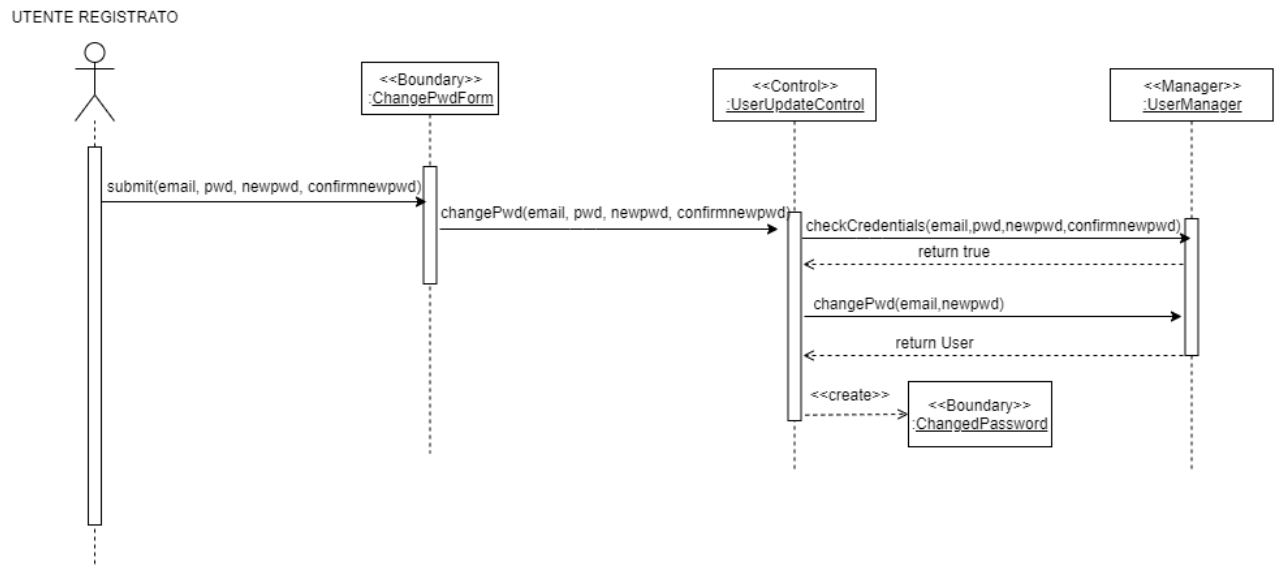 UTENTE REGISTRATO
<<Boundary>>
:ChangePwdForm
<<Control>>
:UserUpdateControl
<<Manager>>
:UserManager
submit(email, pwd, newpwd, confirmnewpwd)
changePwd(email, pwd, newpwd, confirmnewpwd)
checkCredentials(email,pwd,newpwd,confirmnewpwd)
return true
changePwd(email,newpwd)
return User
<<create>>
<<Boundary>>
:ChangedPassword